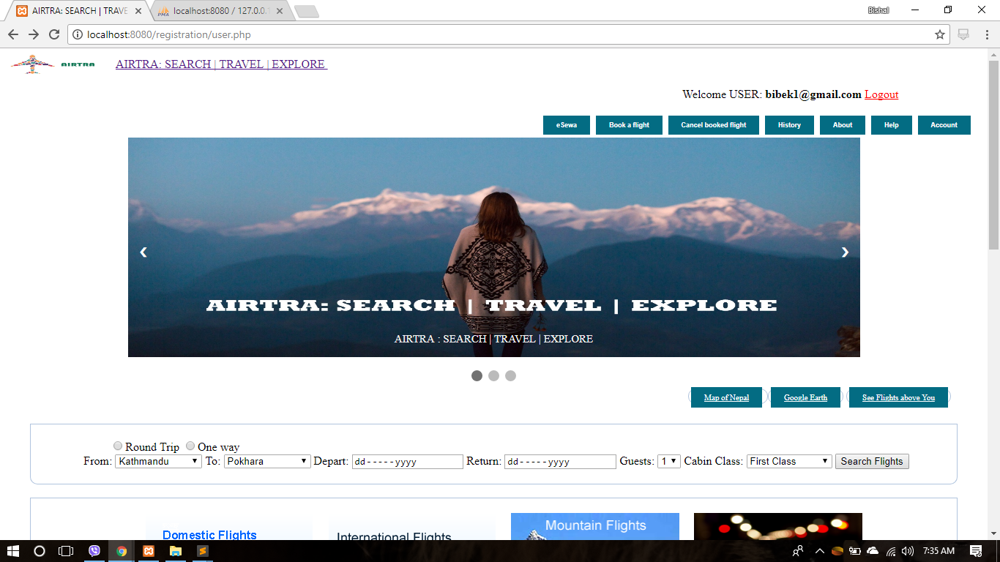 AIRTRA: SEARCH | TRAVE
localhost:8080 / 127.0.0.1
Bishal
localhost:8080/registration/user.php
AIRTRA
AIRTRA: SEARCH | TRAVEL | EXPLORE
Welcome USER: bibek1@gmail.com Logout
eSewa
Book a flight
Cancel booked flight
History
About
Help
Account
❮
❯
AIRTRA: SEARCH | TRAVEL | EXPLORE
AIRTRA : SEARCH | TRAVEL | EXPLORE
Map of Nepal
Google Earth
See Flights above You
Round Trip One way
From: Kathmandu To: Pokhara Depart: dd-----yyyy Return: dd-----yyyy Guests: 1 Cabin Class: First Class Search Flights
Domestic Flights
International Flights
Mountain Flights
7:35 AM